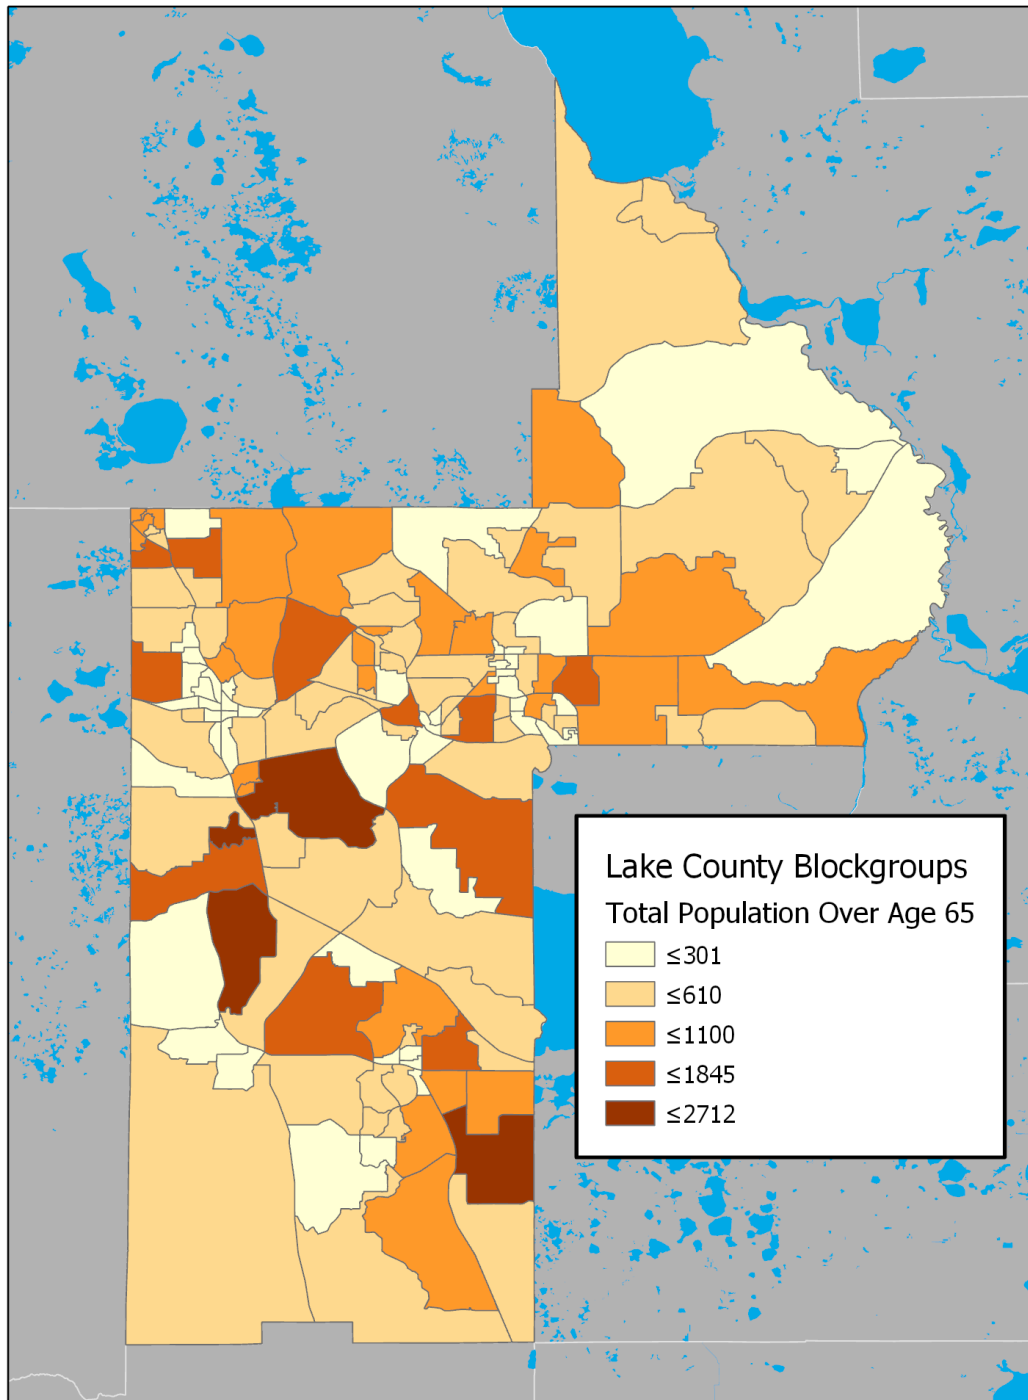 Lake County Blockgroups
Total Population Over Age 65
≤301
≤610
≤1100
≤1845
≤2712